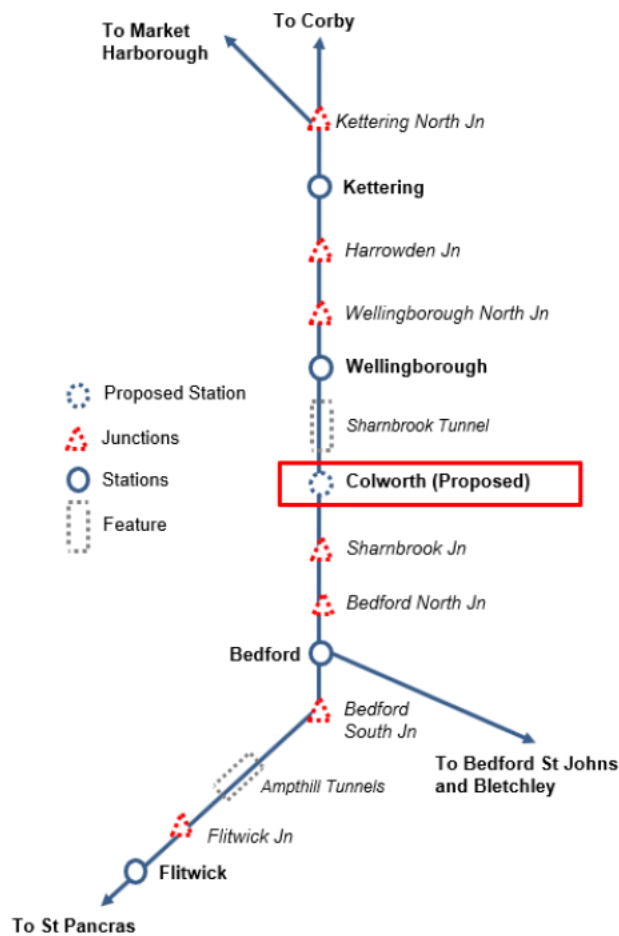 To Corby
To Market
Harborough
Kettering North Jn
Kettering
Harrowden Jn
Wellingborough North Jn
Wellingborough
Proposed Station
Sharnbrook Tunnel
Junctions
Stations
Colworth (Proposed)
Feature
Sharnbrook Jn
Bedford North Jn
Bedford
Bedford
South Jn
To Bedford St Johns
and Bletchley
Ampthill Tunnels
Flitwick Jn
Flitwick
To St Pancras